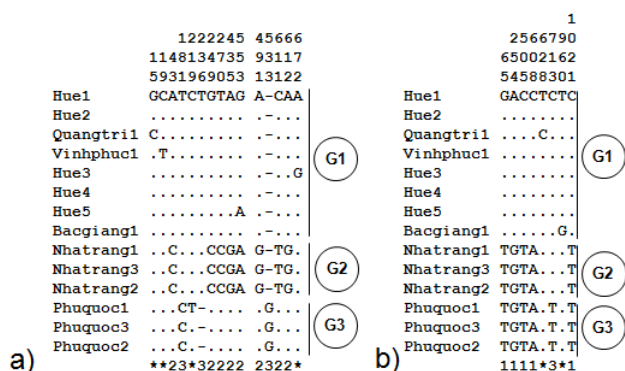 1222245 45666
1148134735 93117
5931969053 13122
Hue1 GCATCTGTAG A-CAA
Hue2 .......... .-...
Quangtri1 C......... .-...
Vinhphuc1 .T........ .-...
Hue3 .......... .-..G
Hue4 .......... .-...
Hue5 .........A .-...
Bacgiang1 .......... .-...
G1
Nhatrang1 ..C...CCGA G-TG.
Nhatrang3 ..C...CCGA G-TG.
Nhatrang2 ..C...CCGA G-TG.
G2
Phuquoc1 ...CT-.... .G...
Phuquoc3 ...C.-.... .G...
Phuquoc2 ...C.-.... .G...
G3
a) **23*32222 2322*
1
2566790
65002162
54588301
Hue1 GACCTCTC
Hue2 ........
Quangtri1 ....C...
Vinhphuc1 ........
Hue3 ........
Hue4 ........
Hue5 ........
Bacgiang1 ......G.
G1
Nhatrang1 TGTA...T
Nhatrang3 TGTA...T
Nhatrang2 TGTA...T
G2
Phuquoc1 TGTA.T.T
Phuquoc3 TGTA.T.T
Phuquoc2 TGTA.T.T
G3
b) 1111*3*1